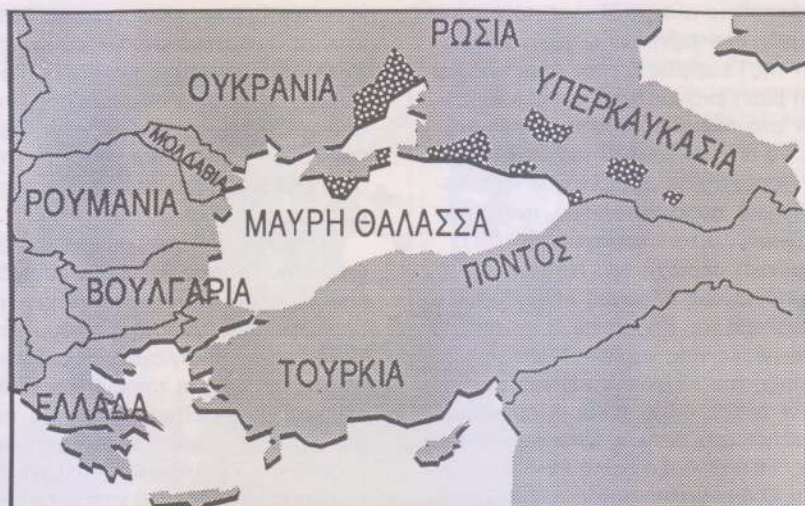 ΡΩΣΙΑ
ΟΥΚΡΑΝΙΑ
ΥΠΕΡΚΑΥΚΑΣΙΑ
ΜΟΛΔΑΒΙΑ
ΡΟΥΜΑΝΙΑ
ΜΑΥΡΗ ΘΑΛΑΣΣΑ
ΠΟΝΤΟΣ
ΒΟΥΛΓΑΡΙΑ
ΤΟΥΡΚΙΑ
ΕΛΛΑΔΑ